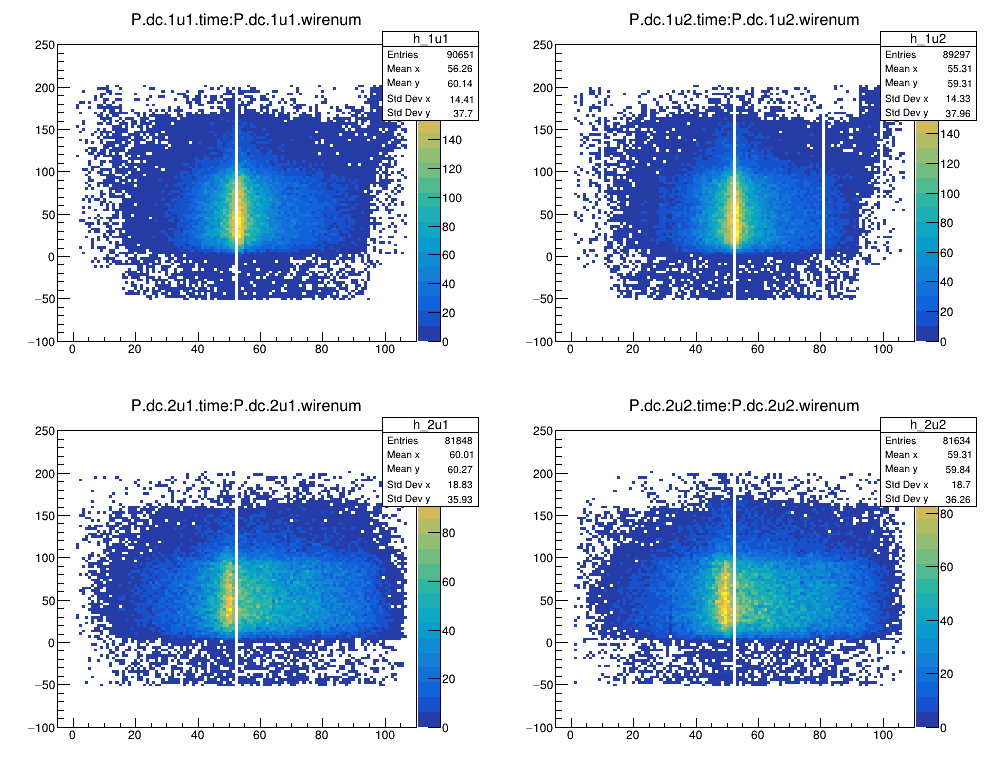 P.dc.1u1.time:P.dc.1u1.wirenum
h_1u1
Entries 90651
Mean x 56.26
Mean y 60.14
Std Dev x 14.41
Std Dev y 37.7
250
200
150
100
50
0
−50
−100
0 20 40 60 80 100
140
120
100
80
60
40
20
0
P.dc.1u2.time:P.dc.1u2.wirenum
h_1u2
Entries 89297
Mean x 55.31
Mean y 59.31
Std Dev x 14.33
Std Dev y 37.96
250
200
150
100
50
0
−50
−100
0 20 40 60 80 100
140
120
100
80
60
40
20
0
P.dc.2u1.time:P.dc.2u1.wirenum
h_2u1
Entries 81848
Mean x 60.01
Mean y 60.27
Std Dev x 18.83
Std Dev y 35.93
250
200
150
100
50
0
−50
−100
0 20 40 60 80 100
80
60
40
20
0
P.dc.2u2.time:P.dc.2u2.wirenum
h_2u2
Entries 81634
Mean x 59.31
Mean y 59.84
Std Dev x 18.7
Std Dev y 36.26
250
200
150
100
50
0
−50
−100
0 20 40 60 80 100
80
60
40
20
0